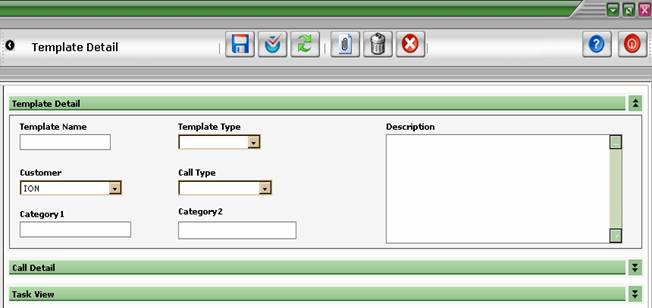 Template Detail
Template Detail
Template Name
Template Type
Description
Customer
Call Type
ION
Category1
Category2
Call Detail
Task View